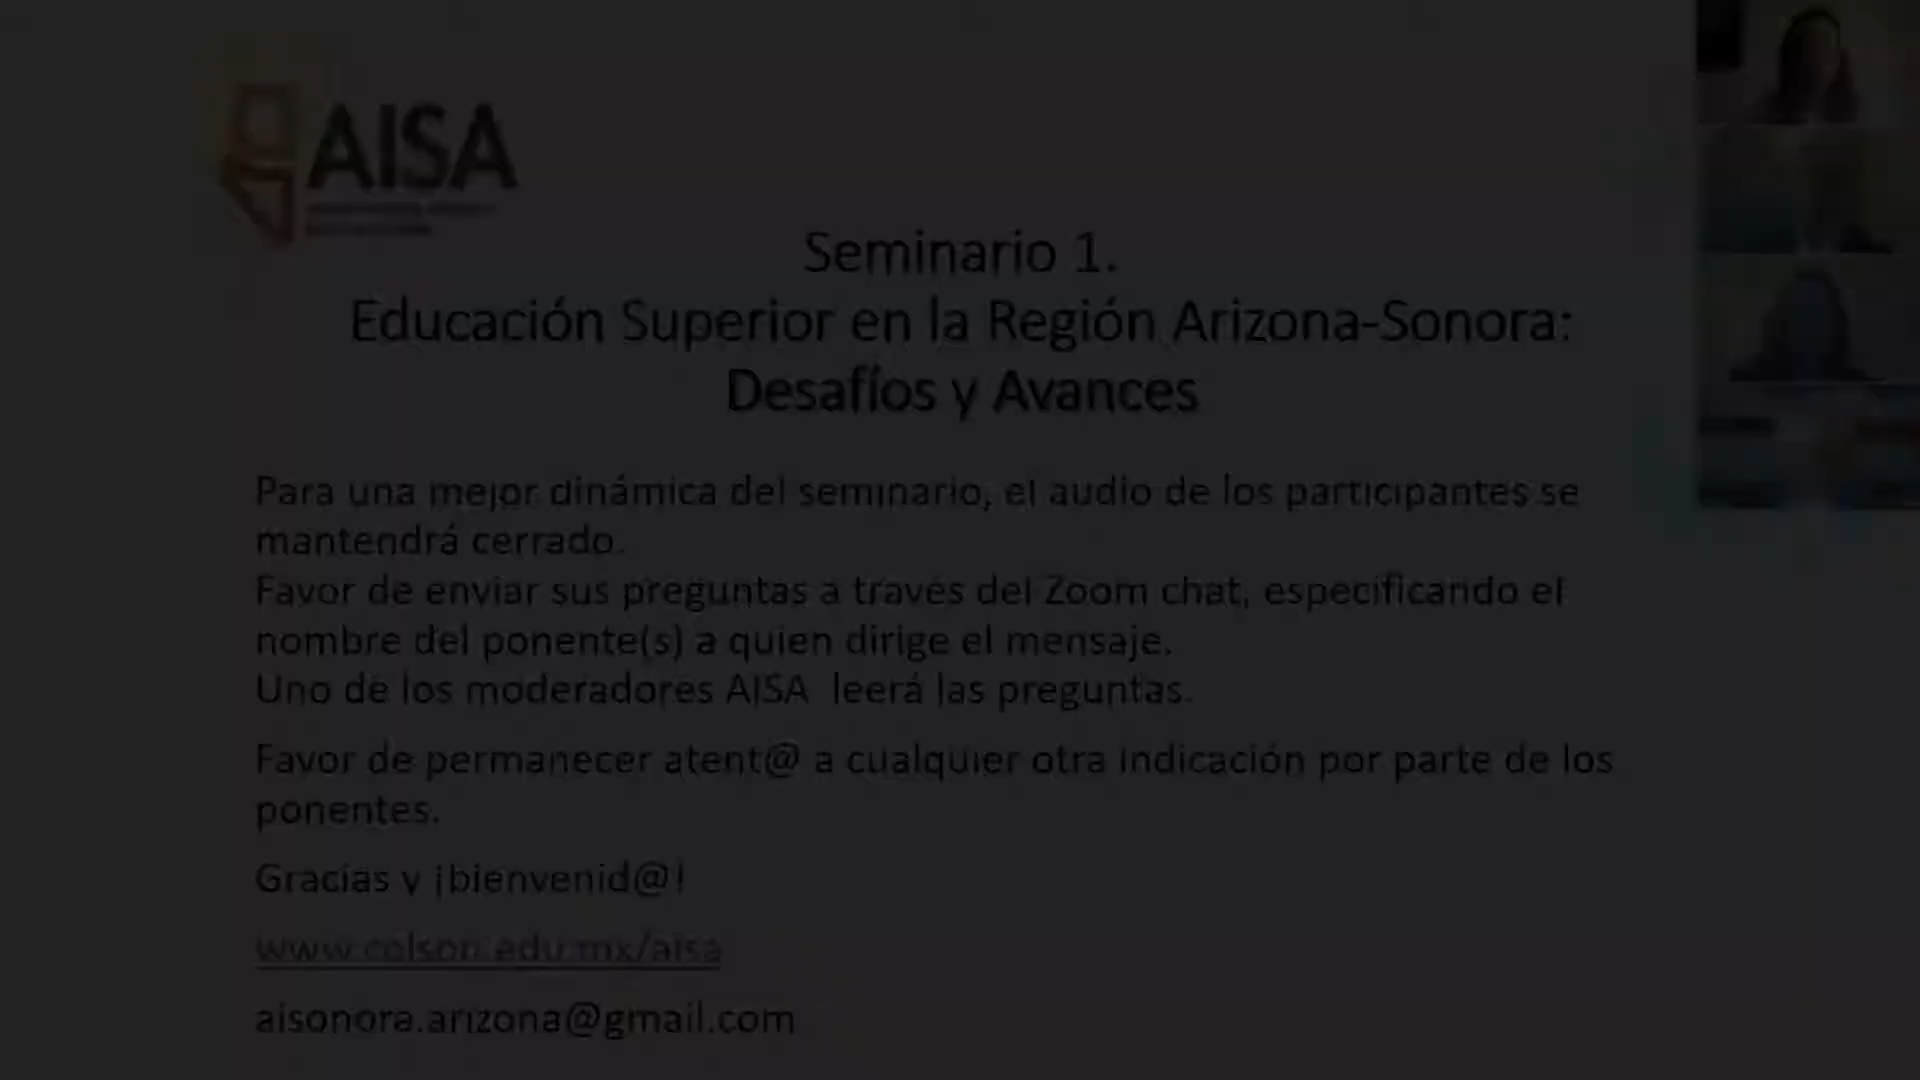 AISA
Seminario 1.
Educación Superior en la Región Arizona-Sonora:
Desafíos y Avances
Para una mejor dinámica del seminario, el audio de los participantes se
mantendrá cerrado.
Favor de enviar sus preguntas a través del Zoom chat, especificando el
nombre del ponente(s) a quien dirige el mensaje.
Uno de los moderadores AISA leerá las preguntas.
Favor de permanecer atent@ a cualquier otra indicación por parte de los
ponentes.
Gracias y ¡bienvenid@!
www.colson.edu.mx/aisa
aisonora.arizona@gmail.com